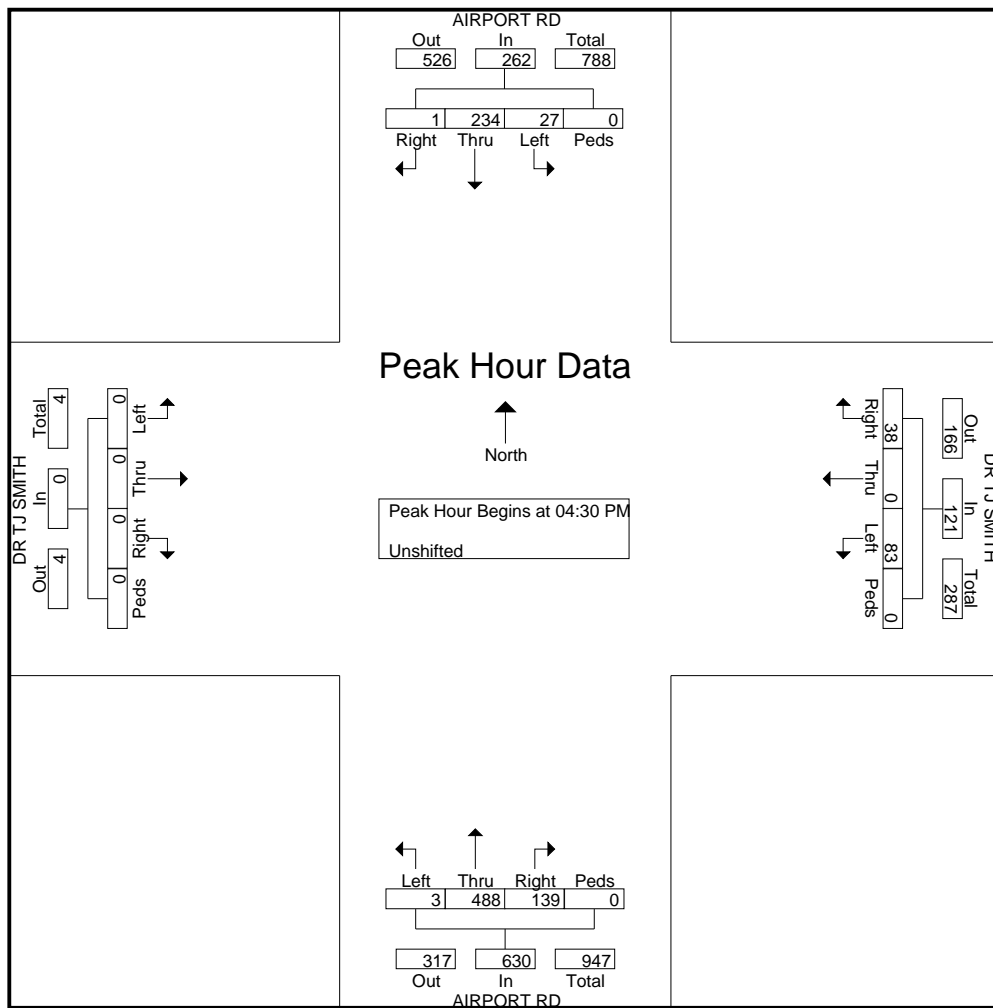 AIRPORT RD
Out In Total
526 262 788
1 234 27 0
Right Thru Left Peds
Peak Hour Data
North
Peak Hour Begins at 04:30 PM
Unshifted
DR TJ SMITH
Total In Out
4 0 4
0 0 0 0
Left Thru Right Peds
DR TJ SMITH
Out In Total
166 121 287
38 0 83 0
Right Thru Left Peds
Left Thru Right Peds
3 488 139 0
317 630 947
Out In Total
AIRPORT RD